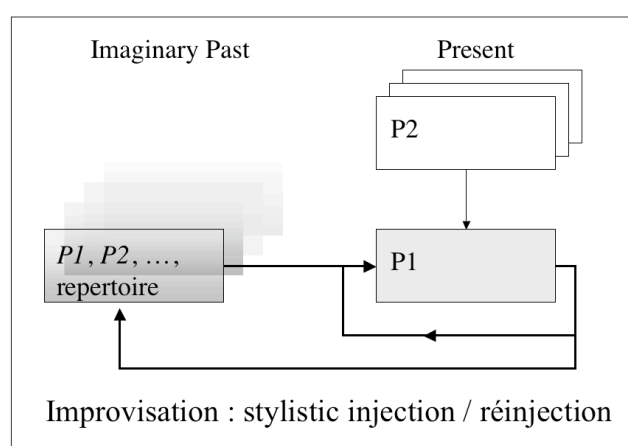 Imaginary Past
Present
P2
P1, P2, …,
repertoire
P1
Improvisation : stylistic injection / réinjection